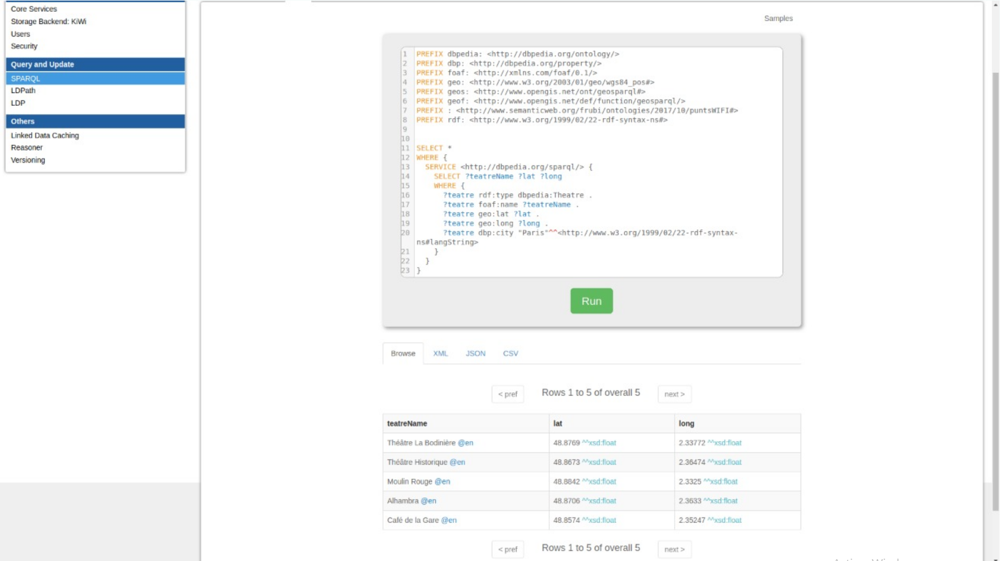 Core Services
Storage Backend: KiWi
Users
Security
Query and Update
SPARQL
LDPath
LDP
Others
Linked Data Caching
Reasoner
Versioning
Samples
1 PREFIX dbpedia: <http://dbpedia.org/ontology/>
2 PREFIX dbp: <http://dbpedia.org/property/>
3 PREFIX foaf: <http://xmlns.com/foaf/0.1/>
4 PREFIX geo: <http://www.w3.org/2003/01/geo/wgs84_pos#>
5 PREFIX geos: <http://www.opengis.net/ont/geosparql#>
6 PREFIX geof: <http://www.opengis.net/def/function/geosparql/>
7 PREFIX : <http://www.semanticweb.org/frubi/ontologies/2017/10/puntsWIFI#>
8 PREFIX rdf: <http://www.w3.org/1999/02/22-rdf-syntax-ns#>
9
10
11 SELECT *
12 WHERE {
13 SERVICE <http://dbpedia.org/sparql/> {
14 SELECT ?teatreName ?lat ?long
15 WHERE {
16 ?teatre rdf:type dbpedia:Theatre .
17 ?teatre foaf:name ?teatreName .
18 ?teatre geo:lat ?lat .
19 ?teatre geo:long ?long .
20 ?teatre dbp:city "Paris"^^<http://www.w3.org/1999/02/22-rdf-syntax-
ns#langString>
21 }
22 }
23 }
Run
Browse XML JSON CSV
< pref Rows 1 to 5 of overall 5 next >
teatreName lat long
Théâtre La Bodinière @en 48.8769 ^^xsd:float 2.33772 ^^xsd:float
Théâtre Historique @en 48.8673 ^^xsd:float 2.36474 ^^xsd:float
Moulin Rouge @en 48.8842 ^^xsd:float 2.3325 ^^xsd:float
Alhambra @en 48.8706 ^^xsd:float 2.3633 ^^xsd:float
Café de la Gare @en 48.8574 ^^xsd:float 2.35247 ^^xsd:float
< pref Rows 1 to 5 of overall 5 next >